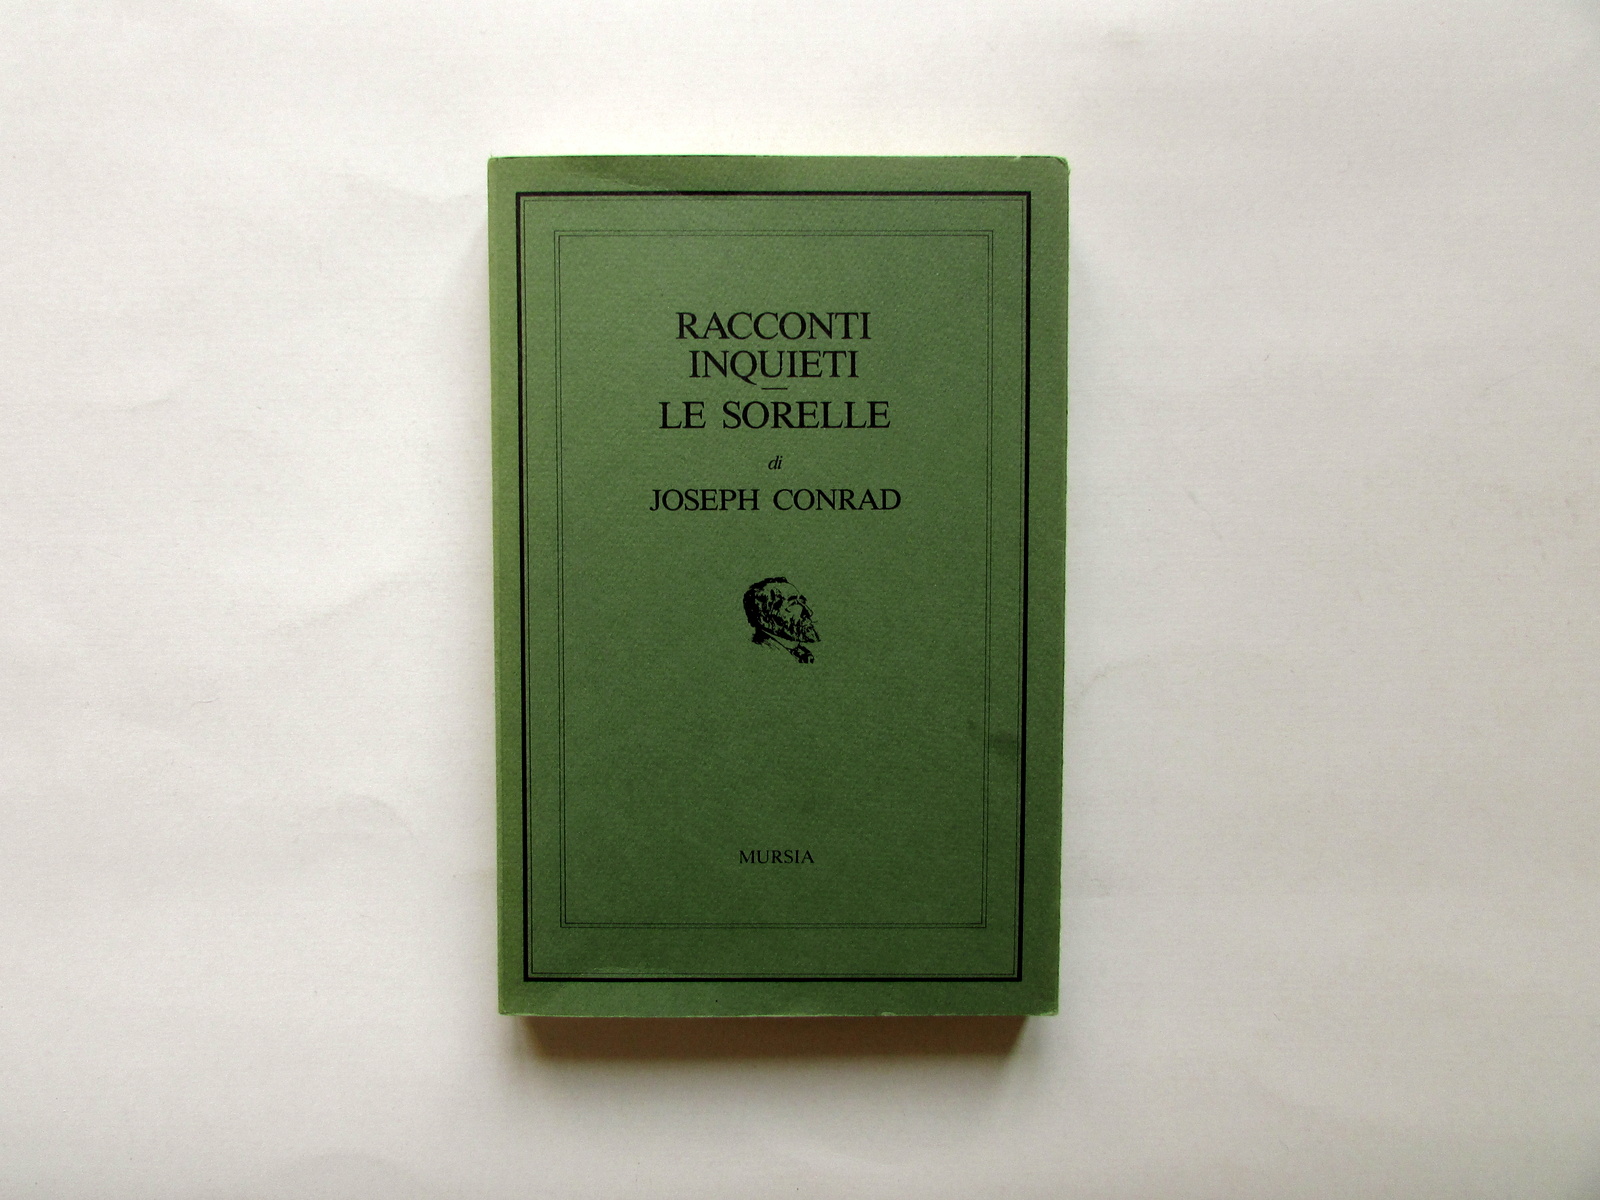 RACCONTI
INQUIETI
LE SORELLE
di
JOSEPH CONRAD
MURSIA